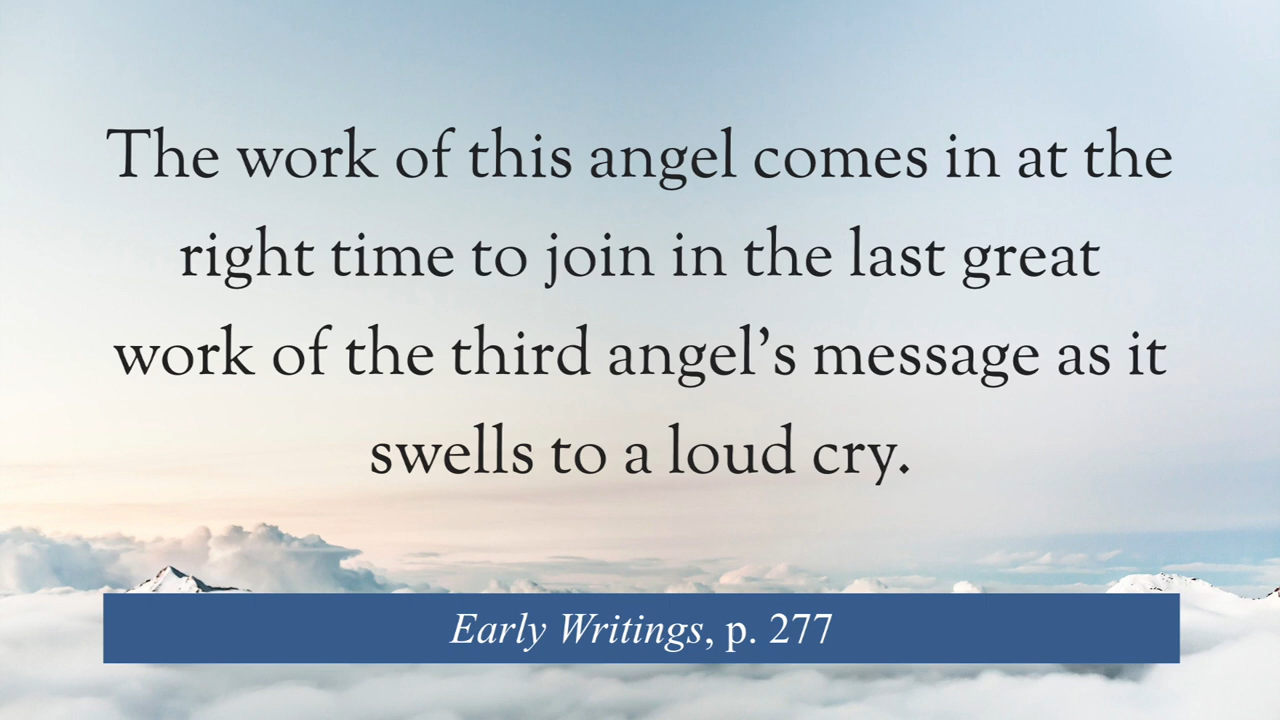 The work of this angel comes in at the
right time to join in the last great
work of the third angel’s message as it
swells to a loud cry.
Early Writings, p. 277